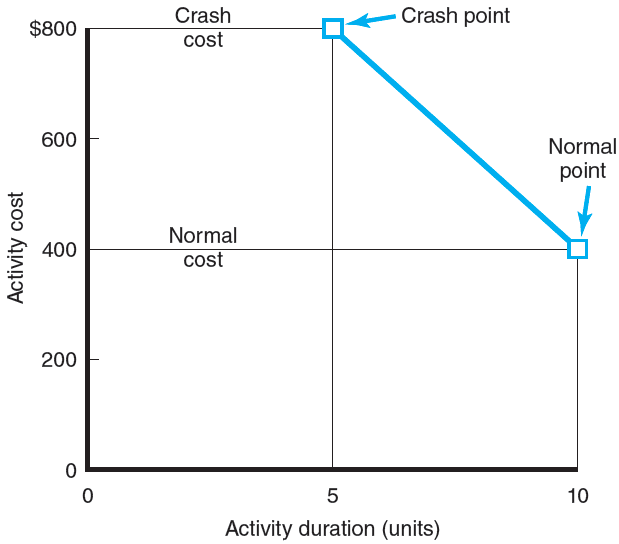 Crash
cost
Crash point
$800
600
Normal
point
Activity cost
400
Normal
cost
200
0
0
5
10
Activity duration (units)